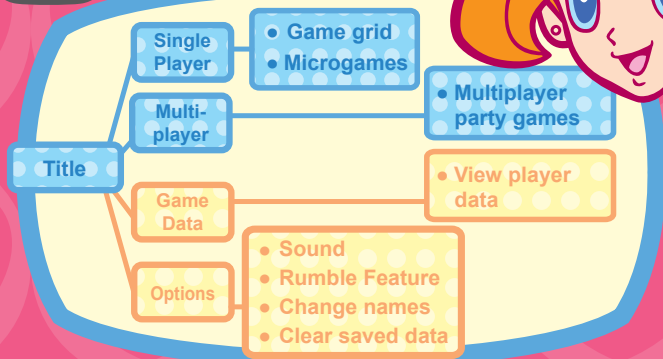 Single
Player
• Game grid
• Microgames
Multi-
player
• Multiplayer
party games
Title
Game
Data
• View player
data
Options
• Sound
• Rumble Feature
• Change names
• Clear saved data